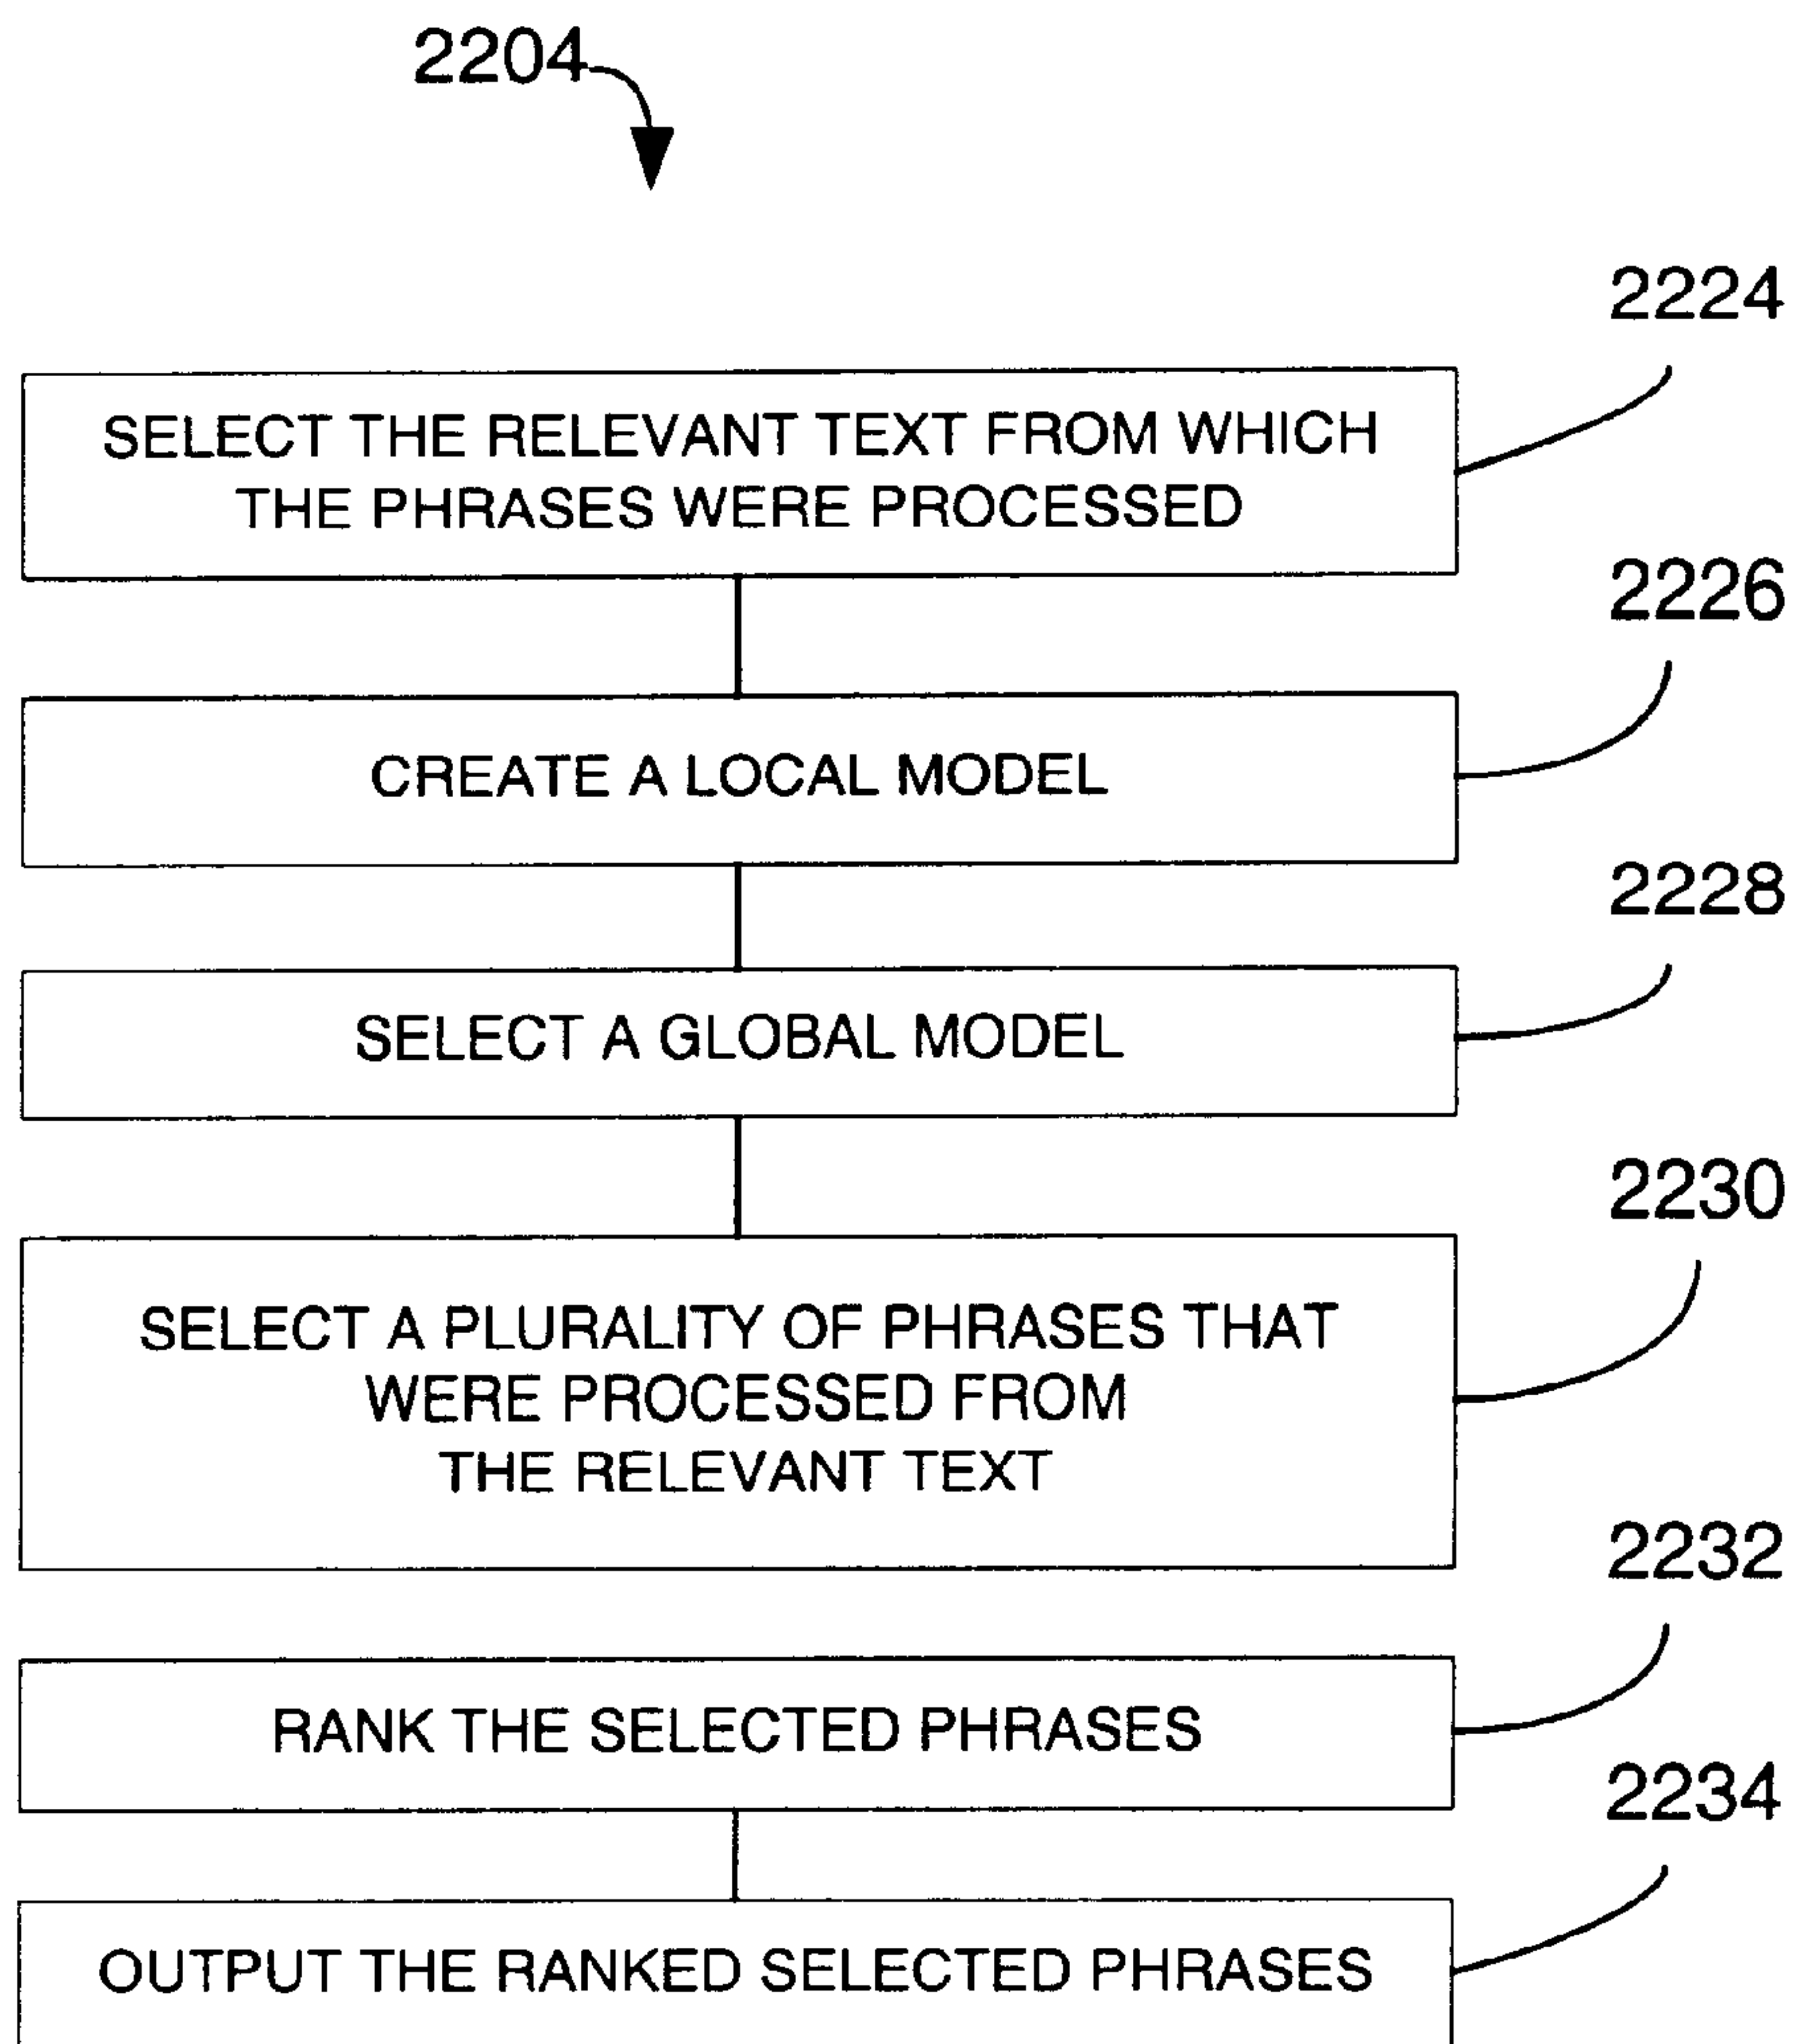 2204
2224
SELECT THE RELEVANT TEXT FROM WHICH
THE PHRASES WERE PROCESSED
2226
CREATE A LOCAL MODEL
2228
SELECT A GLOBAL MODEL
2230
SELECT A PLURALITY OF PHRASES THAT
WERE PROCESSED FROM
THE RELEVANT TEXT
2232
RANK THE SELECTED PHRASES
2234
OUTPUT THE RANKED SELECTED PHRASES